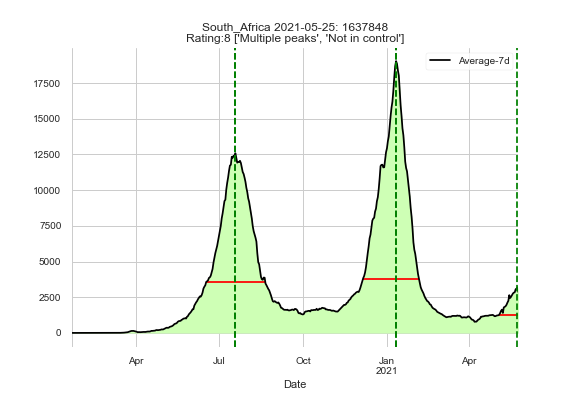 South_Africa 2021-05-25: 1637848
Rating:8 ['Multiple peaks', 'Not in control']
Average-7d
17500
15000
12500
10000
7500
5000
2500
0
Apr Jul Oct Jan Apr
2021
Date